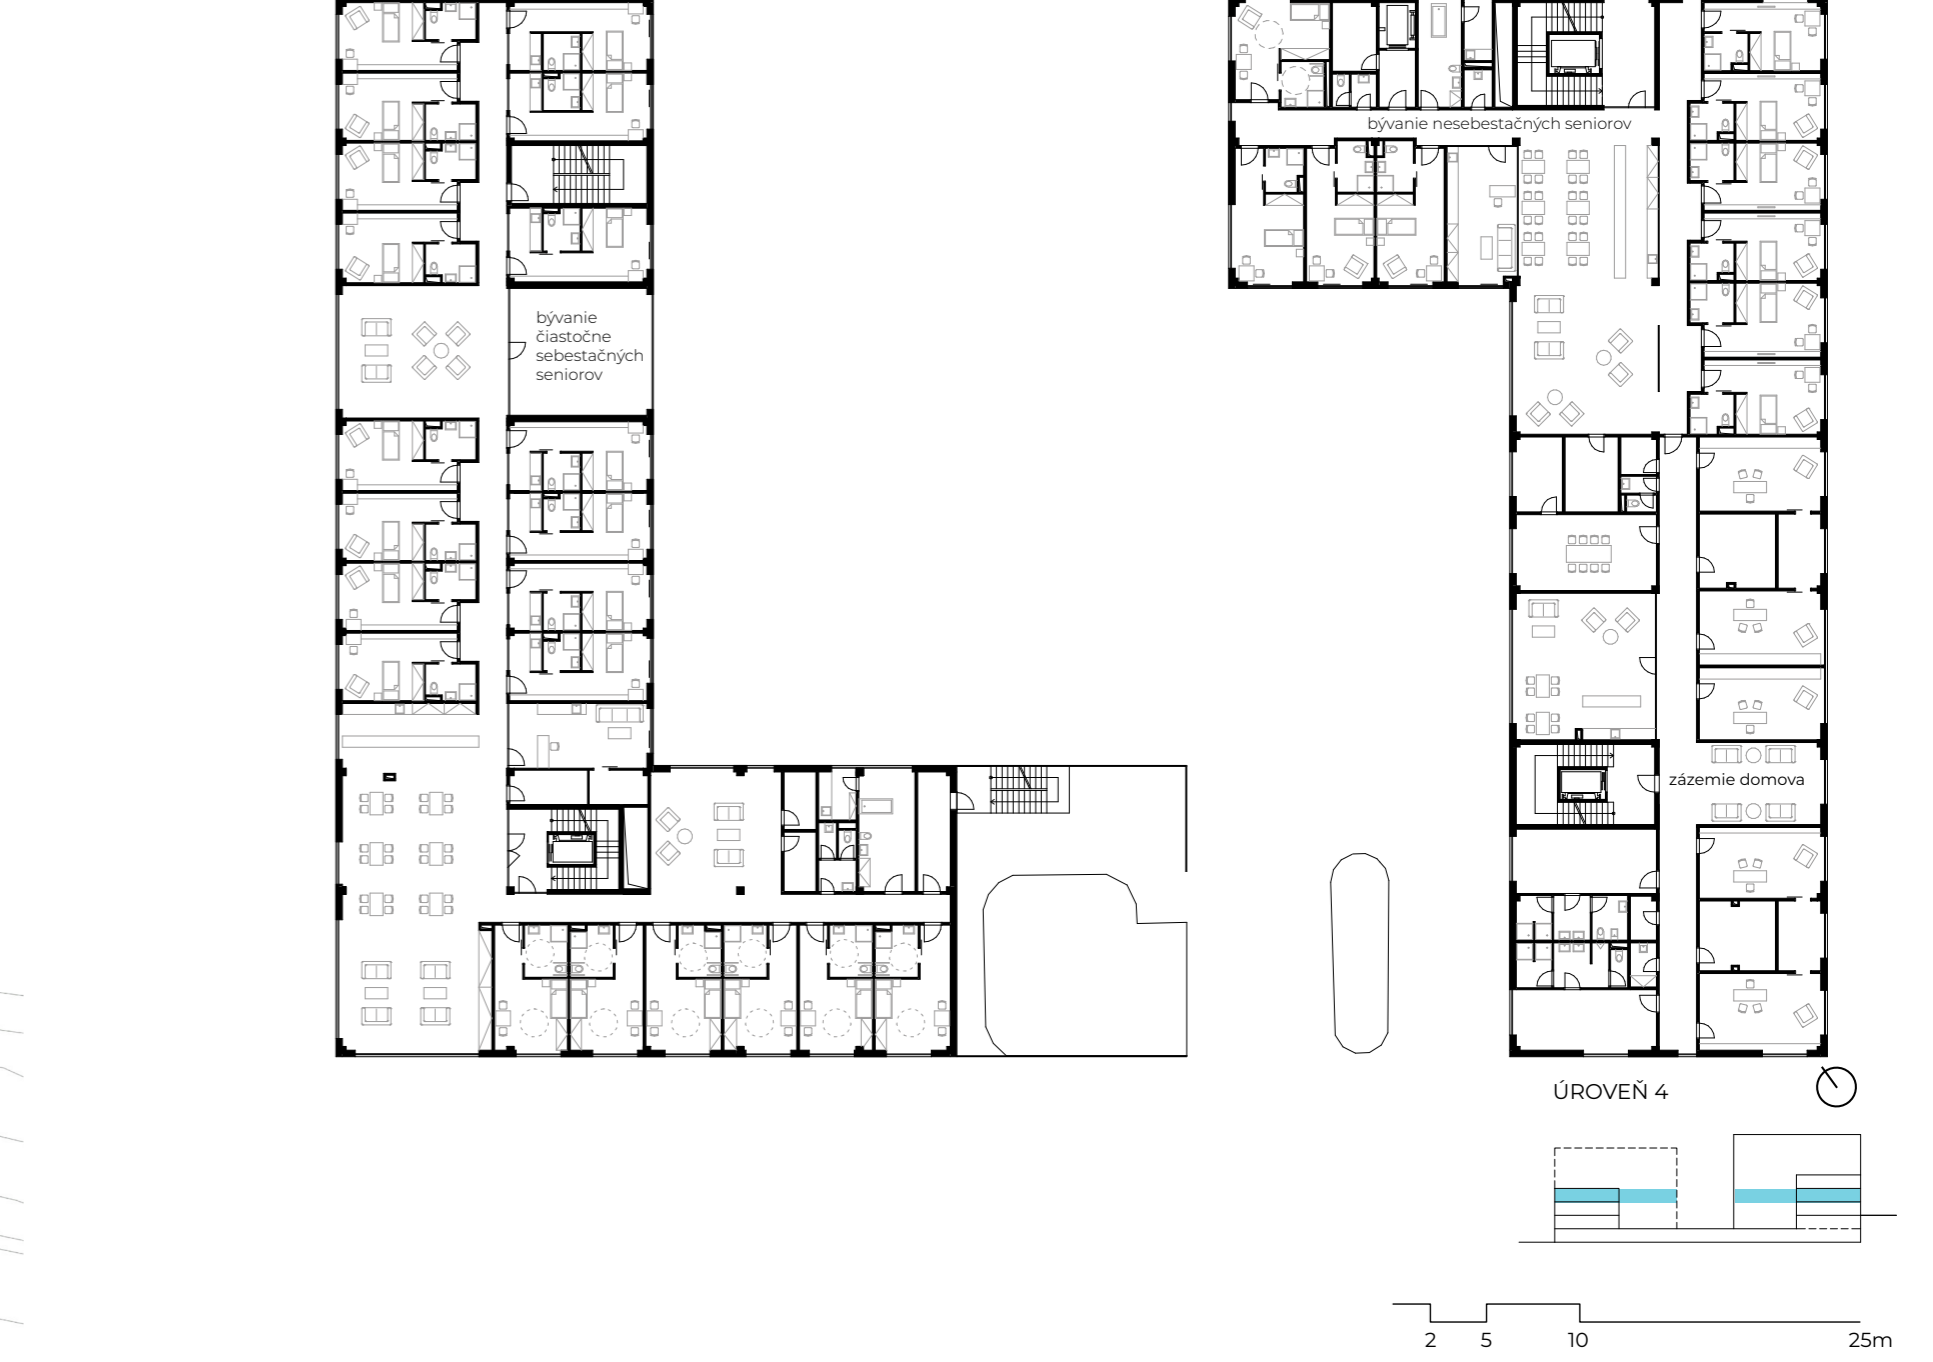 bývanie nesebestačných seniorov
bývanie
čiastočne
sebestačných
seniorov
zázemie domova
ÚROVEŇ 4
2 5 10 25m